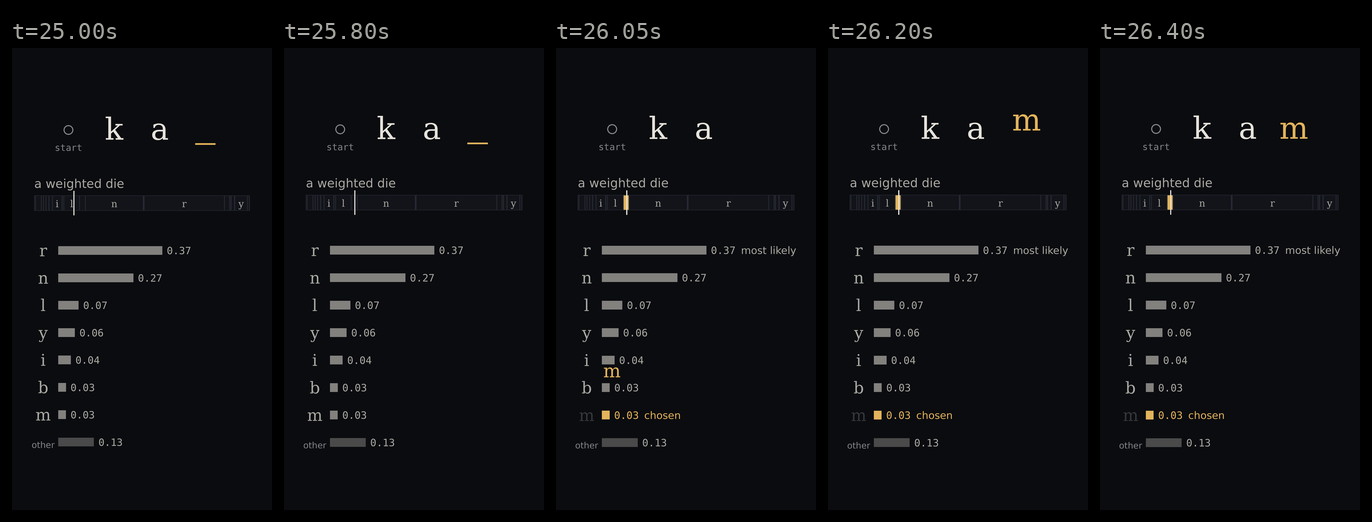 t=25.00s t=25.80s t=26.05s t=26.20s t=26.40s
k a _ k a _ k a k a m k a m
start start start start start
a weighted die a weighted die a weighted die a weighted die a weighted die
i l n r y i l n r y i l n r y i l n r y i l n r y
r 0.37 r 0.37 r 0.37 most likely r 0.37 most likely r 0.37 most likely
n 0.27 n 0.27 n 0.27 n 0.27 n 0.27
l 0.07 l 0.07 l 0.07 l 0.07 l 0.07
y 0.06 y 0.06 y 0.06 y 0.06 y 0.06
i 0.04 i 0.04 i 0.04 i 0.04 i 0.04
m
b 0.03 b 0.03 b 0.03 b 0.03 b 0.03
m 0.03 m 0.03 m 0.03 chosen m 0.03 chosen m 0.03 chosen
other 0.13 other 0.13 other 0.13 other 0.13 other 0.13